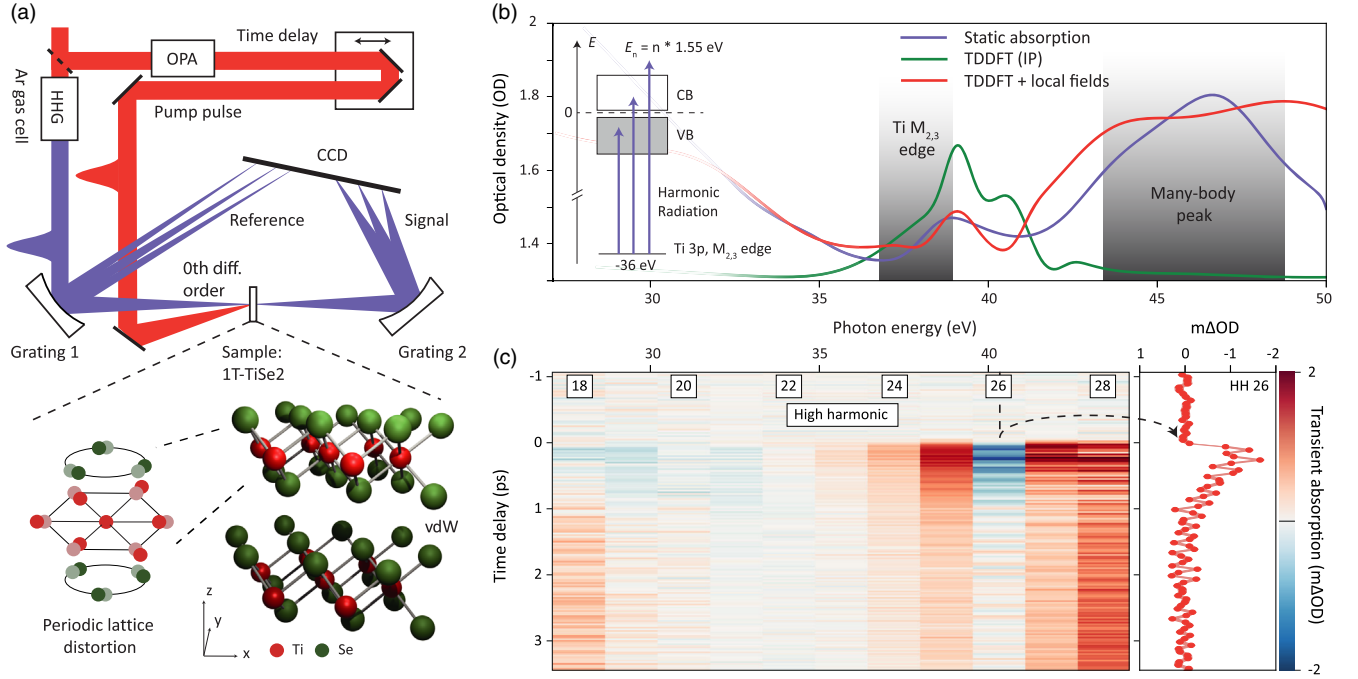 (a)
Time delay
OPA
Ar gas cell
HHG
Pump pulse
CCD
Reference
Signal
0th diff.
order
Grating 1
Sample:
1T-TiSe2
Grating 2
vdW
Periodic lattice
distortion
z
y
x
Ti
Se
(b)
Optical density (OD)
2
1.8
1.6
1.4
E
En = n * 1.55 eV
CB
0
VB
Harmonic
Radiation
Ti 3p, M2,3 edge
-36 eV
Static absorption
TDDFT (IP)
TDDFT + local fields
Ti M2,3
edge
Many-body
peak
30
35
40
45
50
Photon energy (eV)
(c)
30
35
40
Time delay (ps)
-1
0
1
2
3
18
20
22
24
26
28
High harmonic
mΔOD
1
0
-1
-2
HH 26
2
-2
Transient absorption (mΔOD)